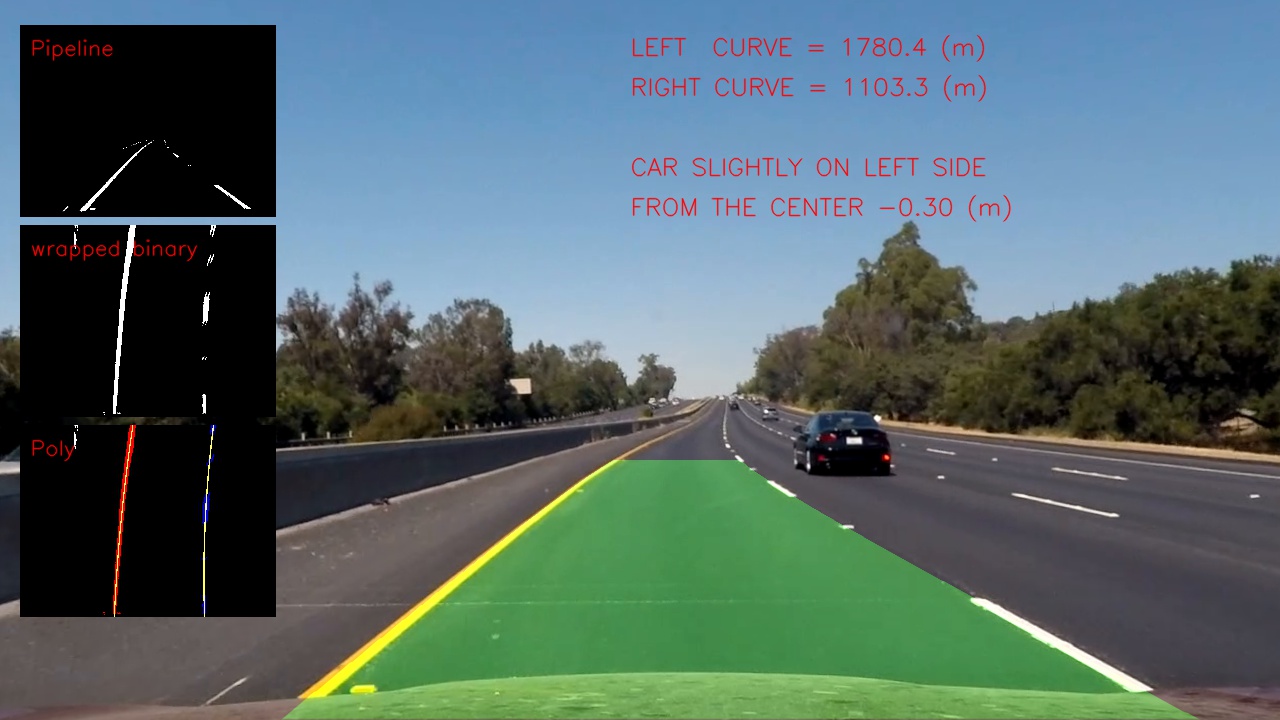 Pipeline
wrapped binary
Poly
LEFT CURVE = 1780.4 (m)
RIGHT CURVE = 1103.3 (m)
CAR SLIGHTLY ON LEFT SIDE
FROM THE CENTER -0.30 (m)